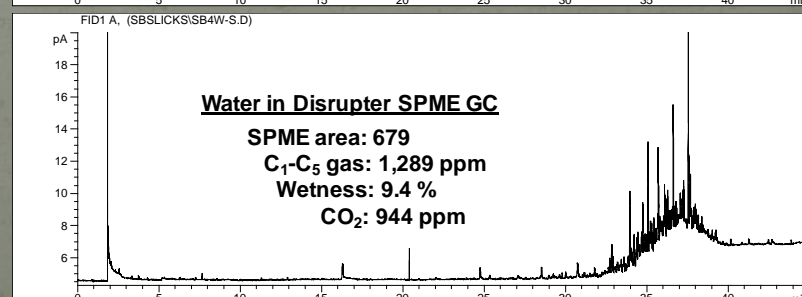 0 5 10 15 20 25 30 35 40
FID1 A, (SBSLICKS\SB4W-S.D)
pA
18
16
14
12
10
8
6
Water in Disrupter SPME GC
SPME area: 679
C₁-C₅ gas: 1,289 ppm
Wetness: 9.4 %
CO₂: 944 ppm